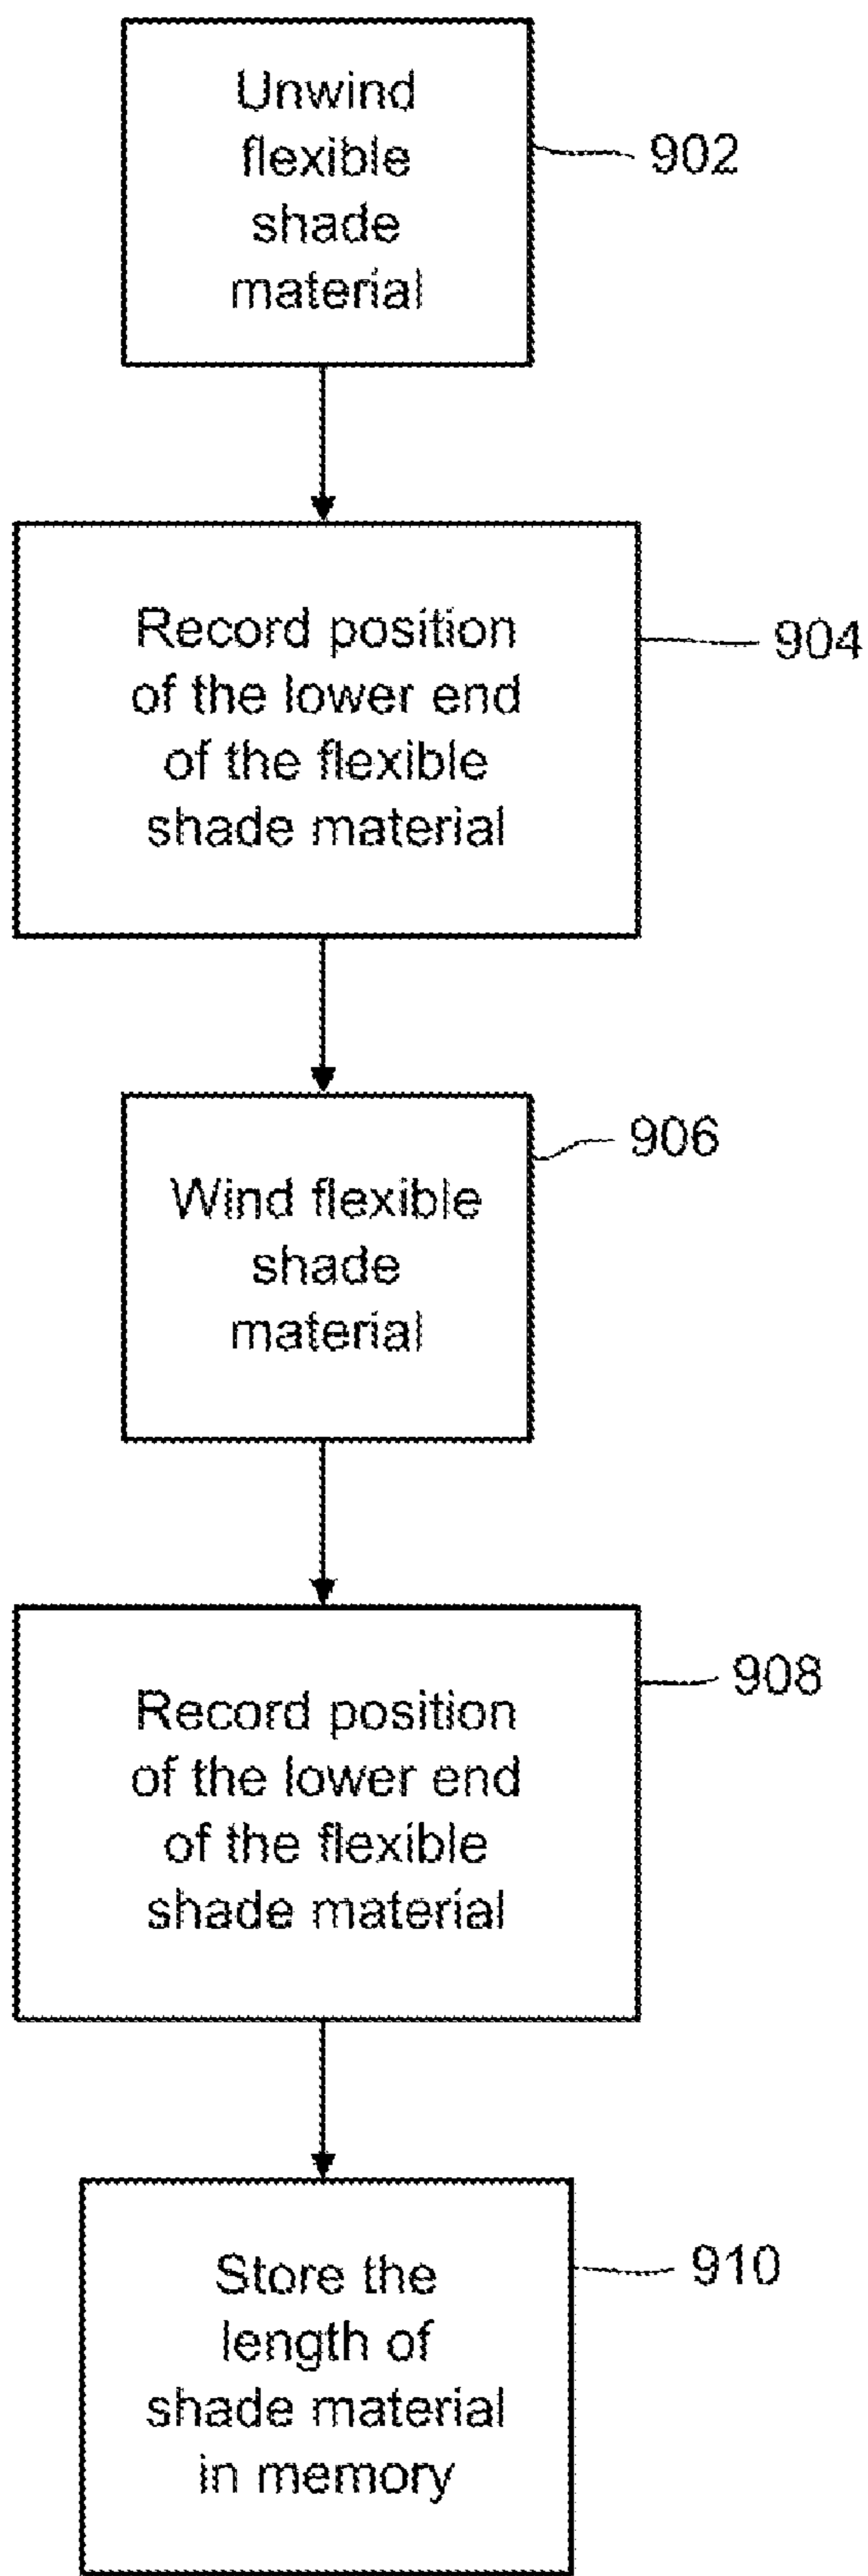 Unwind
flexible
shade
material
902
Record position
of the lower end
of the flexible
shade material
904
Wind flexible
shade
material
906
Record position
of the lower end
of the flexible
shade material
908
Store the
length of
shade material
in memory
910